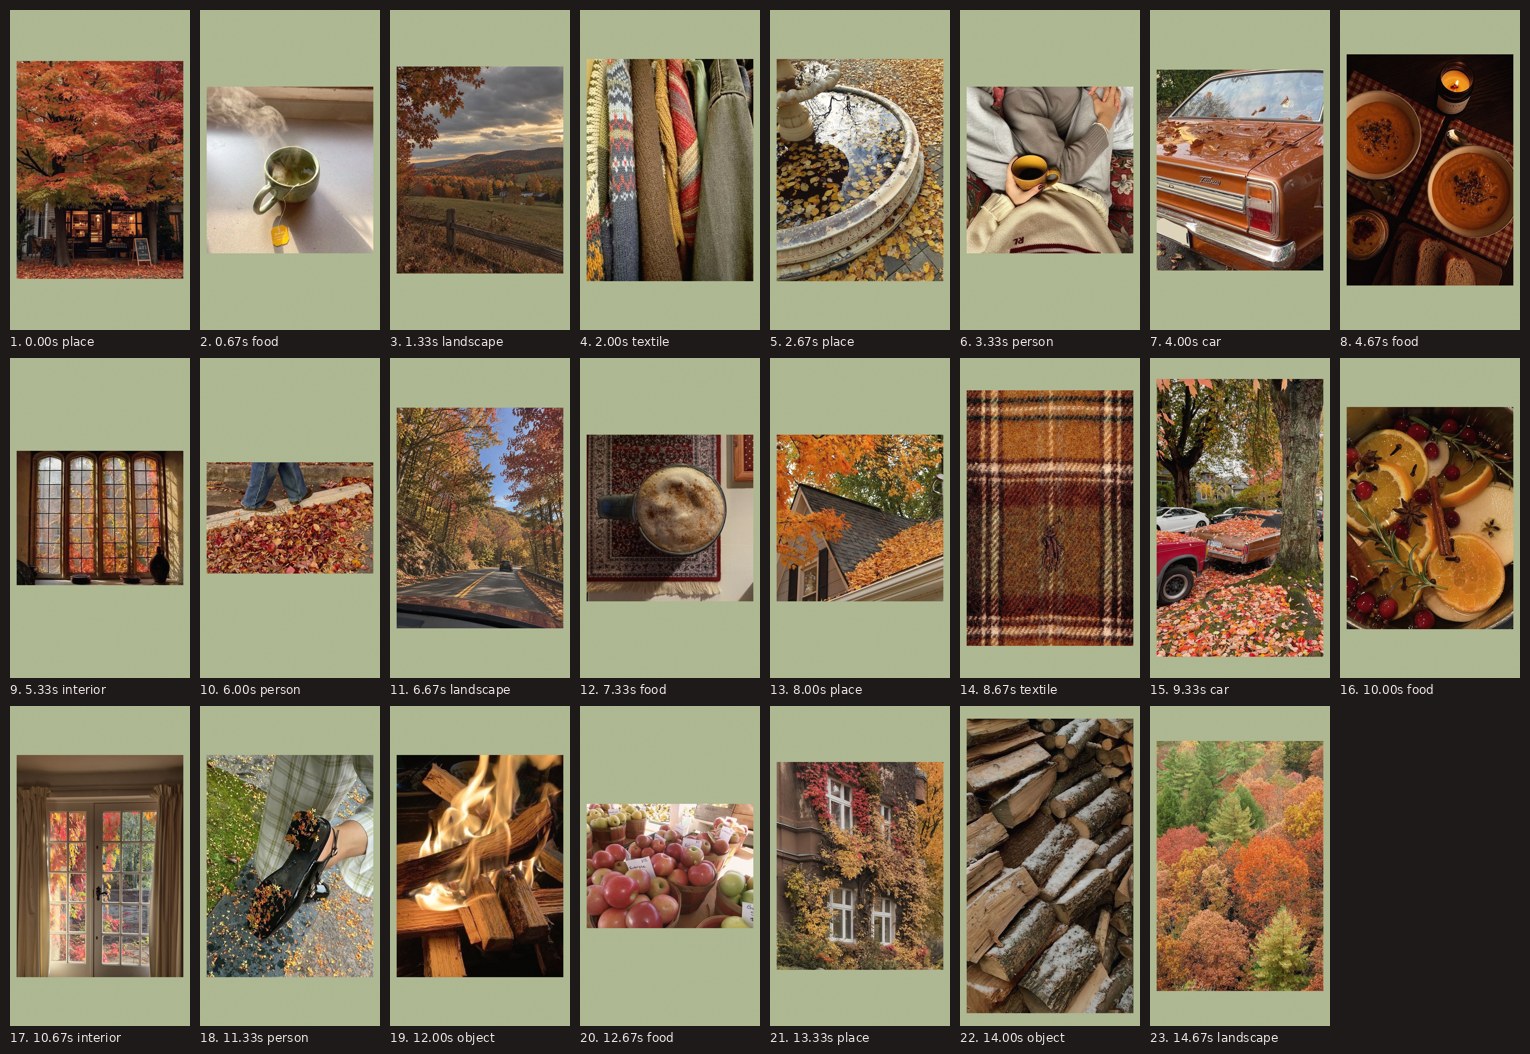 1. 0.00s place
2. 0.67s food
3. 1.33s landscape
4. 2.00s textile
5. 2.67s place
6. 3.33s person
7. 4.00s car
8. 4.67s food
9. 5.33s interior
10. 6.00s person
11. 6.67s landscape
12. 7.33s food
13. 8.00s place
14. 8.67s textile
15. 9.33s car
16. 10.00s food
17. 10.67s interior
18. 11.33s person
19. 12.00s object
20. 12.67s food
21. 13.33s place
22. 14.00s object
23. 14.67s landscape